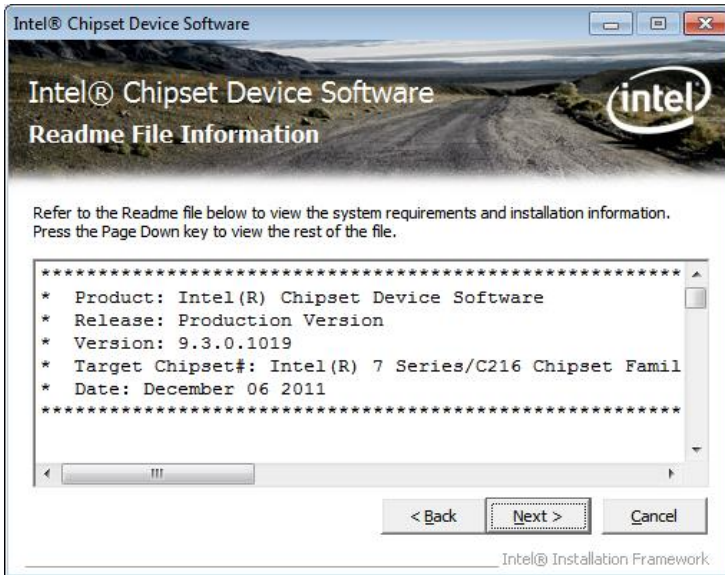 Intel® Chipset Device Software
Intel® Chipset Device Software
intel
Readme File Information
Refer to the Readme file below to view the system requirements and installation information.
Press the Page Down key to view the rest of the file.
********************************************************
*  Product: Intel(R) Chipset Device Software
*  Release: Production Version
*  Version: 9.3.0.1019
*  Target Chipset#: Intel(R) 7 Series/C216 Chipset Famil
*  Date: December 06 2011
********************************************************
< Back
Next >
Cancel
Intel® Installation Framework